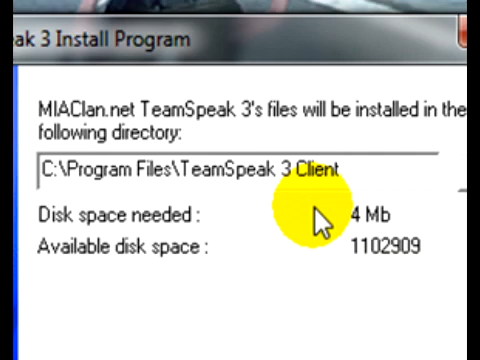 ak 3 Install Program
MIAClan.net TeamSpeak 3's files will be installed in the
following directory:
C:\Program Files\TeamSpeak 3 Client
Disk space needed : 4 Mb
Available disk space : 1102909